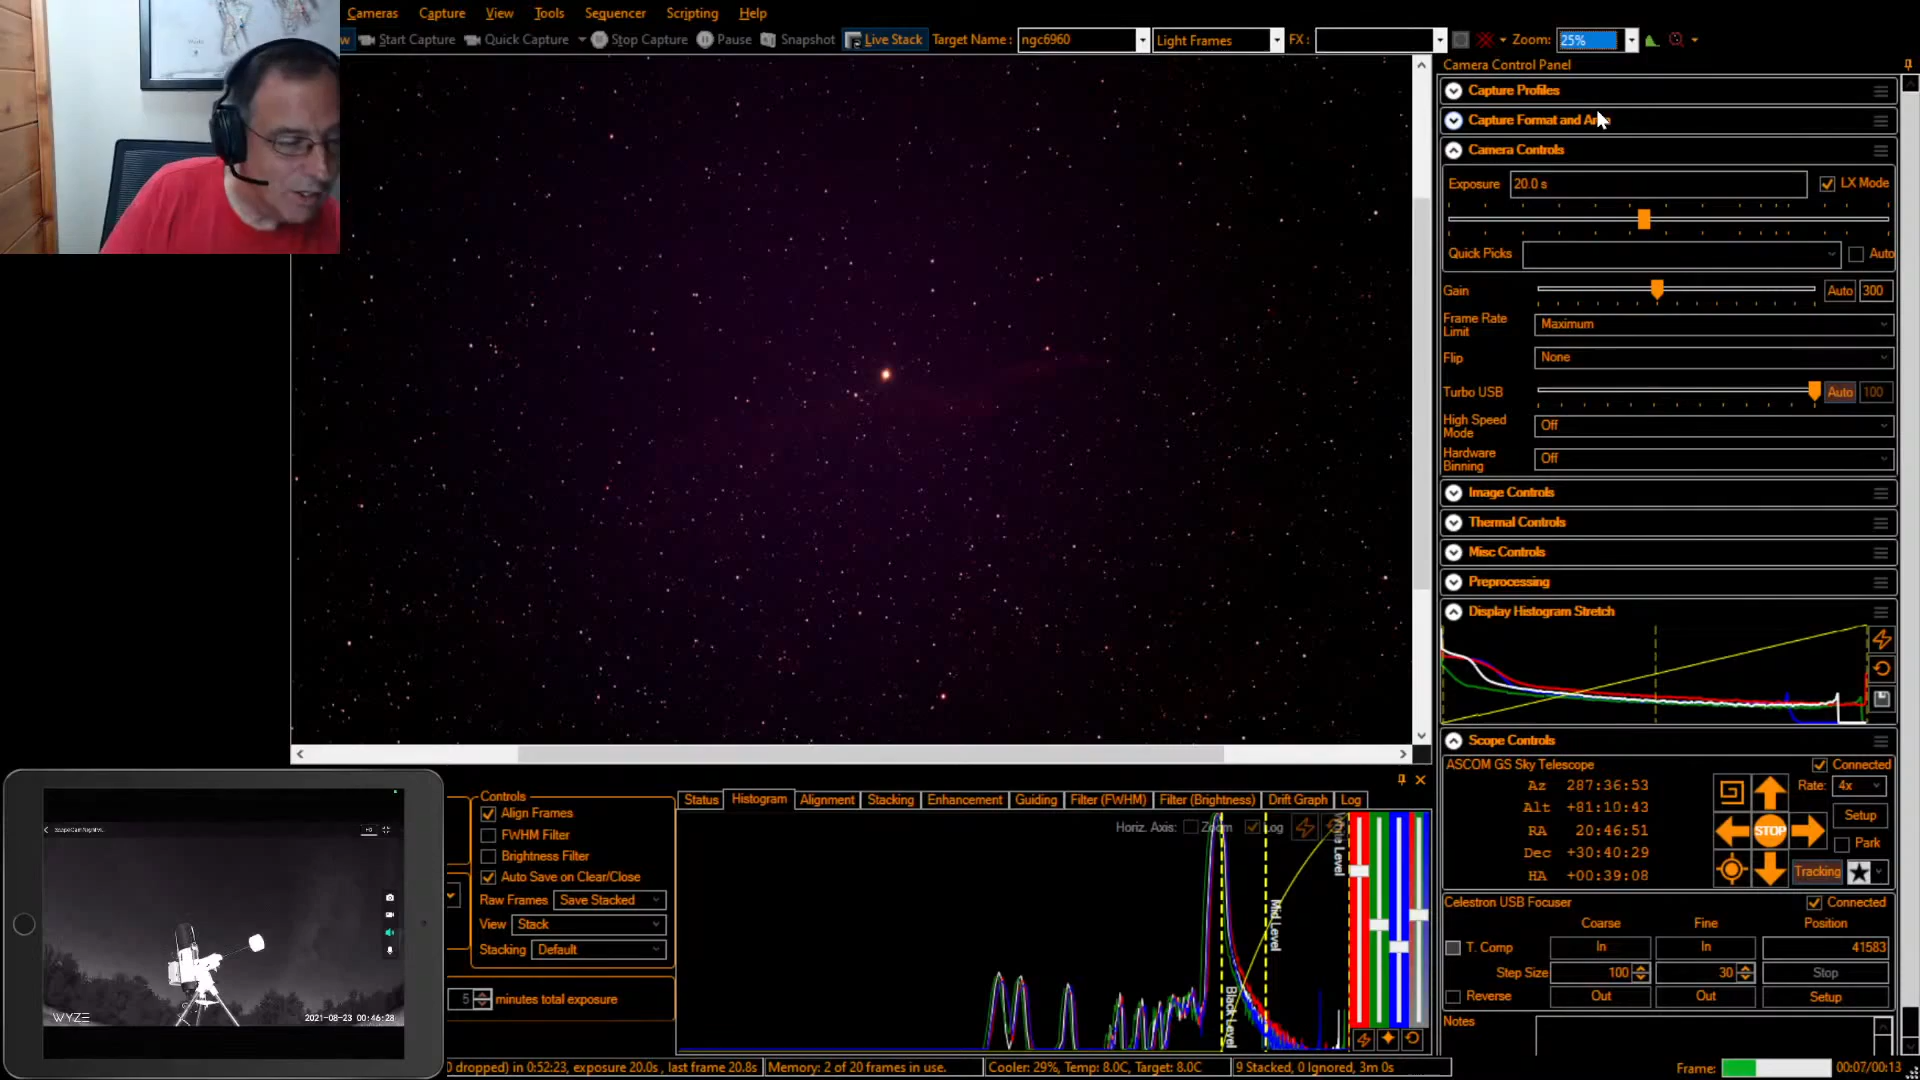 Cameras Capture View Tools Sequencer Scripting Help
Start Capture Quick Capture Stop Capture Pause Snapshot Live Stack Target Name: ngc6960 Light Frames FX: Zoom: 25%
Camera Control Panel
Capture Profiles
Capture Format and
Camera Controls
Exposure 20.0 s LX Mode
Quick Picks Auto
Gain Auto 300
Frame Rate Limit Maximum
Flip None
Turbo USB Auto 100
High Speed Mode Off
Hardware Binning Off
Image Controls
Thermal Controls
Misc Controls
Preprocessing
Display Histogram Stretch
Scope Controls
ASCOM GS Sky Telescope Connected
Az 287:36:53 Rate: 4x
Alt +81:10:43
RA 20:46:51 STOP Setup
Dec +30:40:29 Park
HA +00:39:08 Tracking
Celestron USB Focuser Connected
Coarse Fine Position
T. Comp In In 41583
Step Size 100 30 Stop
Reverse Out Out Setup
Notes
Controls
Align Frames
FWHM Filter
Brightness Filter
Auto Save on Clear/Close
Raw Frames Save Stacked
View Stack
Stacking Default
5 minutes total exposure
Status Histogram Alignment Stacking Enhancement Guiding Filter (FWHM) Filter (Brightness) Drift Graph Log
Horiz. Axis: Zoom Log
Black Level
Mid Level
White Level
WYZE 2021-08-23 00:46:28
0 dropped) in 0:52:23, exposure 20.0s, last frame 20.8s Memory: 2 of 20 frames in use. Cooler: 29%, Temp: 8.0C, Target: 8.0C 9 Stacked, 0 Ignored, 3m 0s Frame: 00:07/00:13